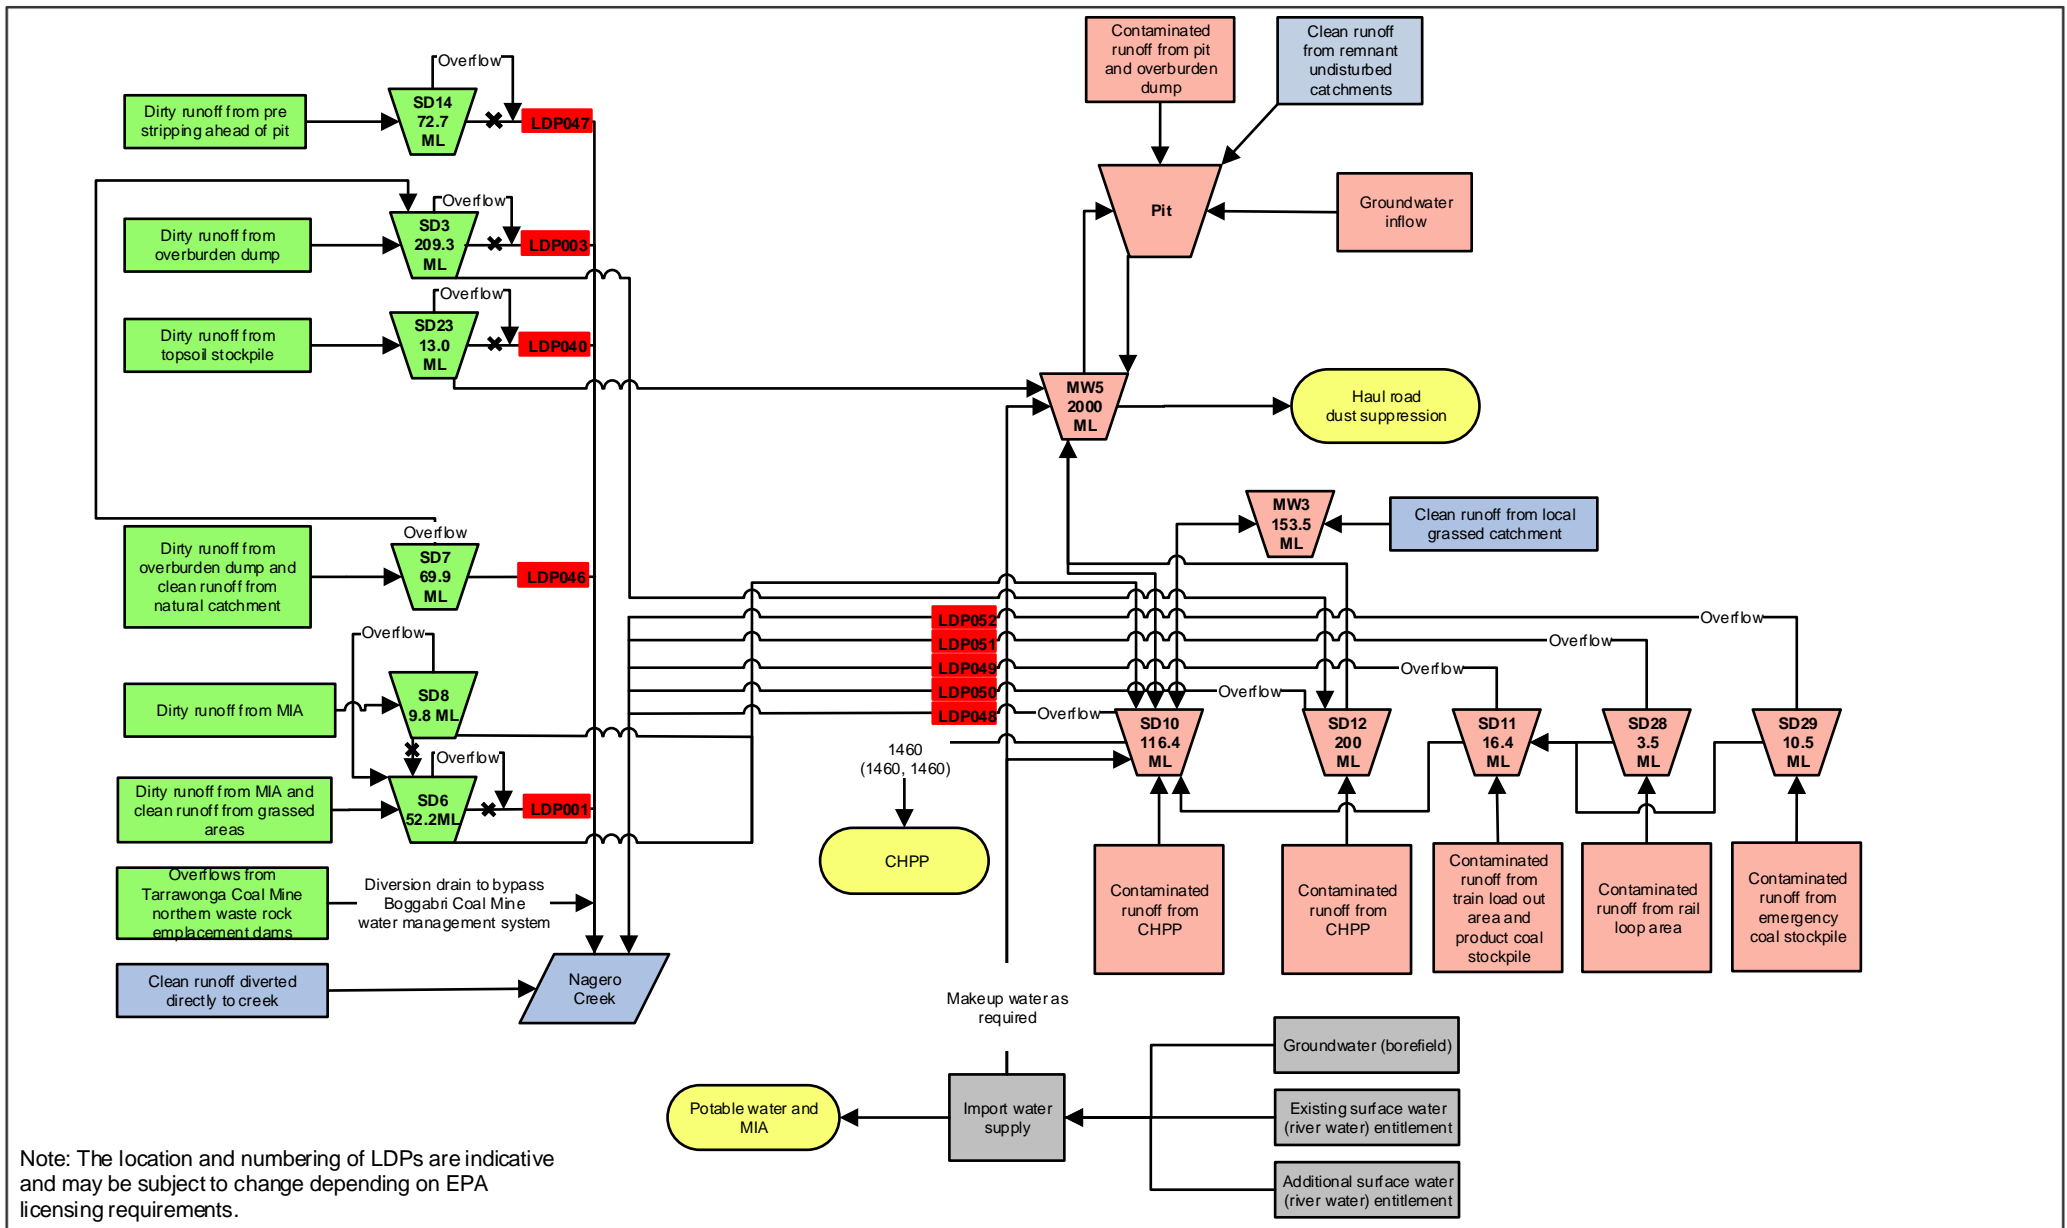 Overflow
Dirty runoff from pre
stripping ahead of pit
SD14
72.7
ML
LDP047
Contaminated
runoff from pit
and overburden
dump
Clean runoff
from remnant
undisturbed
catchments
Overflow
Dirty runoff from
overburden dump
SD3
209.3
ML
LDP003
Pit
Groundwater
inflow
Overflow
Dirty runoff from
topsoil stockpile
SD23
13.0
ML
LDP040
MW5
2000
ML
Haul road
dust suppression
MW3
153.5
ML
Clean runoff from local
grassed catchment
Overflow
Dirty runoff from
overburden dump and
clean runoff from
natural catchment
SD7
69.9
ML
LDP046
LDP052
Overflow
LDP051
Overflow
LDP049
Overflow
LDP050
Overflow
LDP048
Overflow
Overflow
Dirty runoff from MIA
SD8
9.8 ML
Overflow
Dirty runoff from MIA and
clean runoff from grassed
areas
SD6
52.2ML
LDP001
1460
(1460, 1460)
CHPP
SD10
116.4
ML
SD12
200
ML
SD11
16.4
ML
SD28
3.5
ML
SD29
10.5
ML
Contaminated
runoff from
CHPP
Contaminated
runoff from
CHPP
Contaminated
runoff from
train load out
area and
product coal
stockpile
Contaminated
runoff from rail
loop area
Contaminated
runoff from
emergency
coal stockpile
Overflows from
Tarrawonga Coal Mine
northern waste rock
emplacement dams
Diversion drain to bypass
Boggabri Coal Mine
water management system
Clean runoff diverted
directly to creek
Nagero
Creek
Makeup water as
required
Groundwater (borefield)
Potable water and
MIA
Import water
supply
Existing surface water
(river water) entitlement
Additional surface water
(river water) entitlement
Note: The location and numbering of LDPs are indicative
and may be subject to change depending on EPA
licensing requirements.